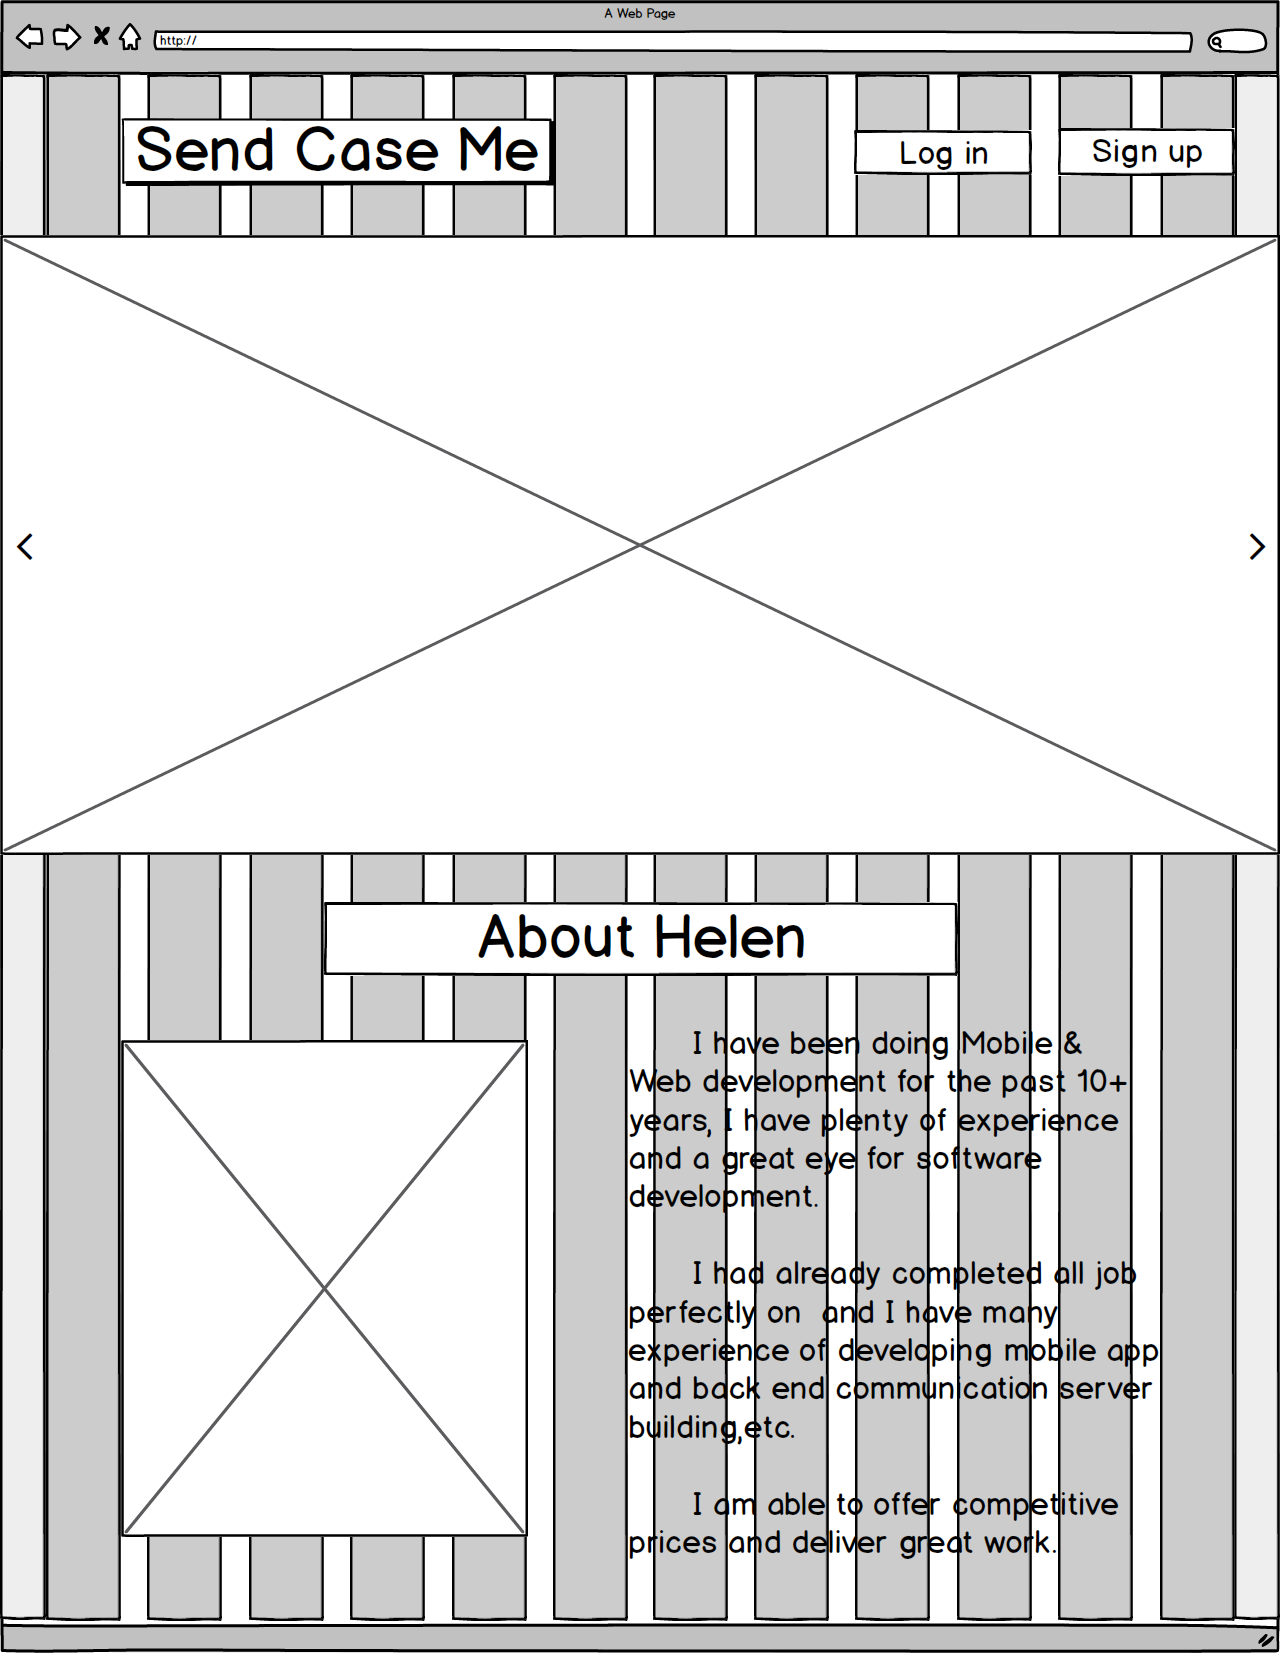 A Web Page
http://
Send Case Me
Log in
Sign up
About Helen
I have been doing Mobile &
Web development for the past 10+
years, I have plenty of experience
and a great eye for software
development.
I had already completed all job
perfectly on  and I have many
experience of developing mobile app
and back end communication server
building,etc.
I am able to offer competitive
prices and deliver great work.